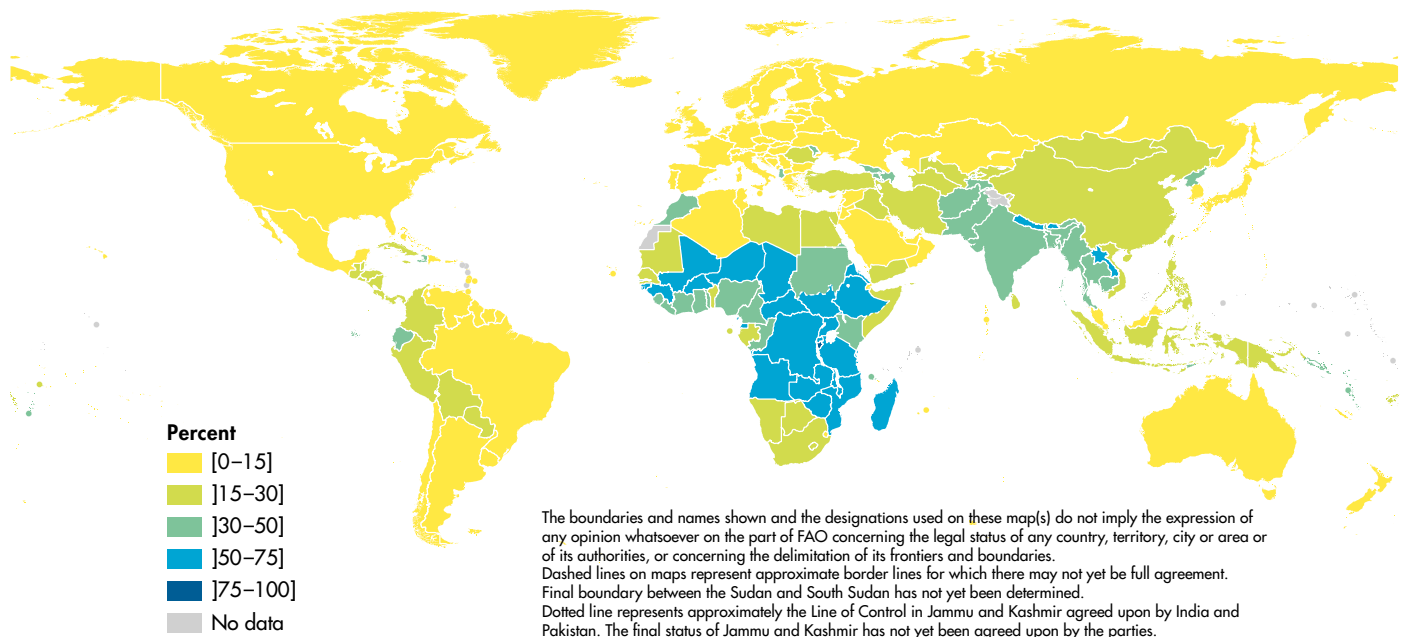 Percent
[0–15]
]15–30]
]30–50]
]50–75]
]75–100]
No data
The boundaries and names shown and the designations used on these map(s) do not imply the expression of
any opinion whatsoever on the part of FAO concerning the legal status of any country, territory, city or area or
of its authorities, or concerning the delimitation of its frontiers and boundaries.
Dashed lines on maps represent approximate border lines for which there may not yet be full agreement.
Final boundary between the Sudan and South Sudan has not yet been determined.
Dotted line represents approximately the Line of Control in Jammu and Kashmir agreed upon by India and
Pakistan. The final status of Jammu and Kashmir has not yet been agreed upon by the parties.